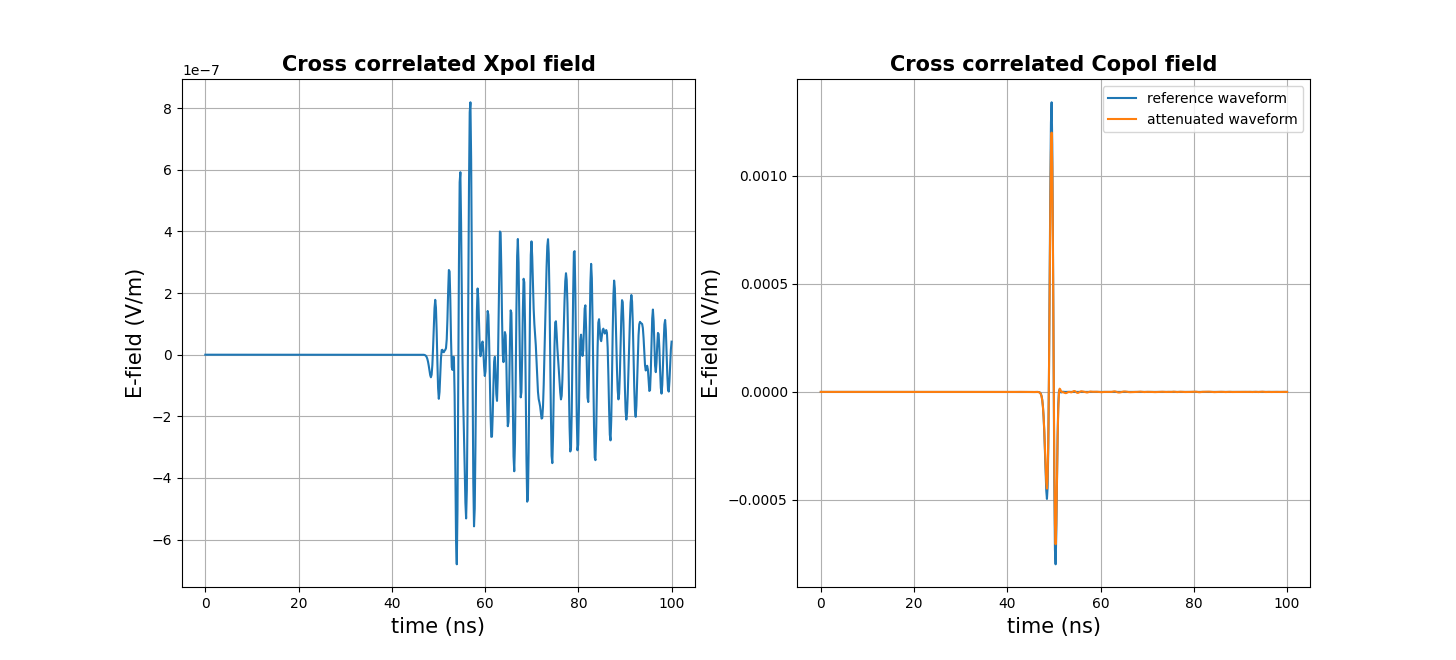 Cross correlated Xpol field
1e−7
8
6
4
2
0
−2
−4
−6
E-field (V/m)
0 20 40 60 80 100
time (ns)
Cross correlated Copol field
reference waveform
attenuated waveform
0.0010
0.0005
0.0000
−0.0005
E-field (V/m)
0 20 40 60 80 100
time (ns)